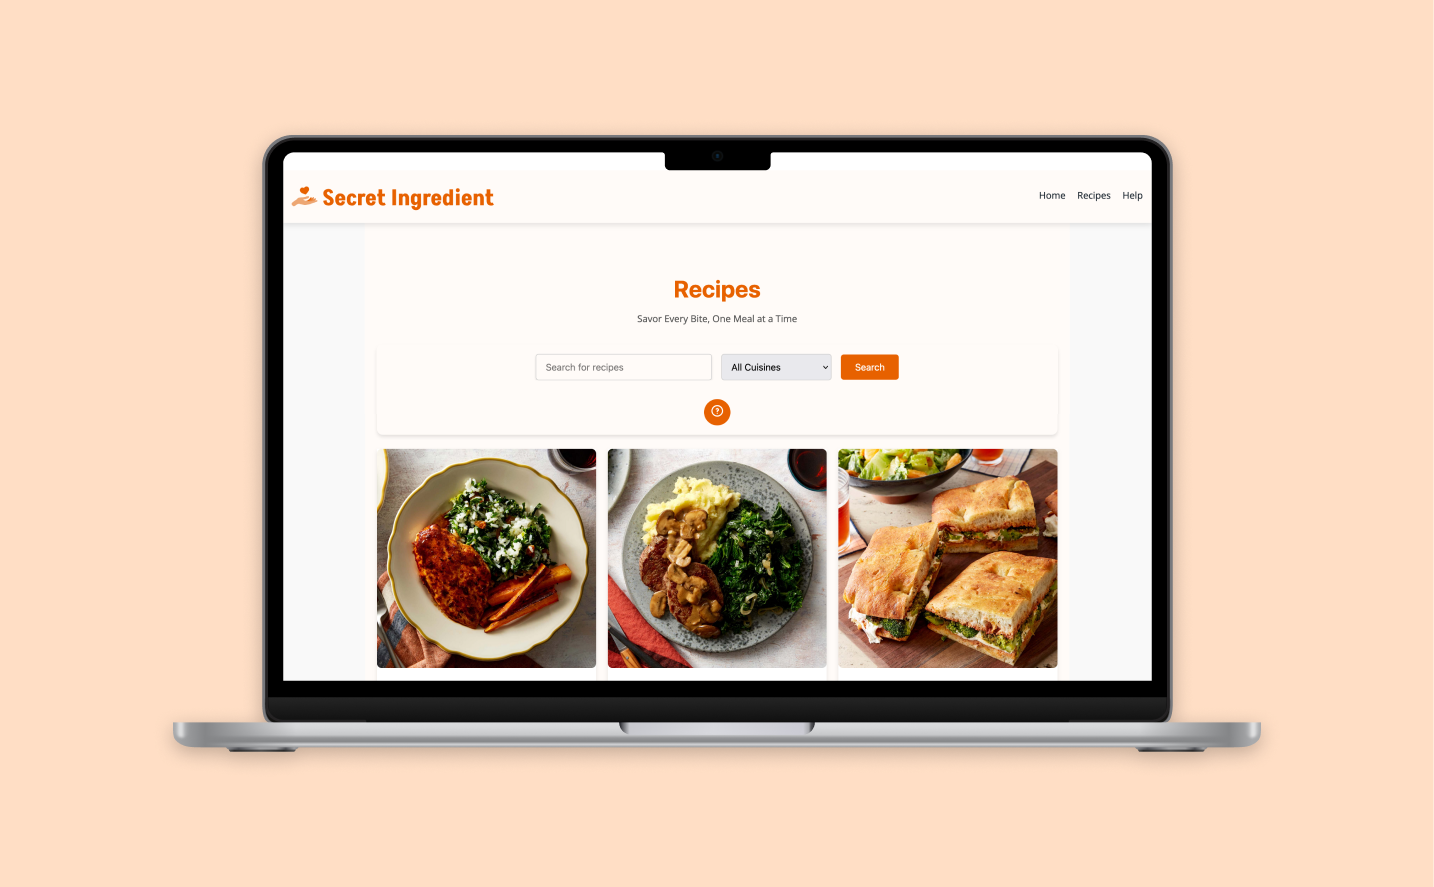 Secret Ingredient
Home Recipes Help
Recipes
Savor Every Bite, One Meal at a Time
Search for recipes All Cuisines Search
?